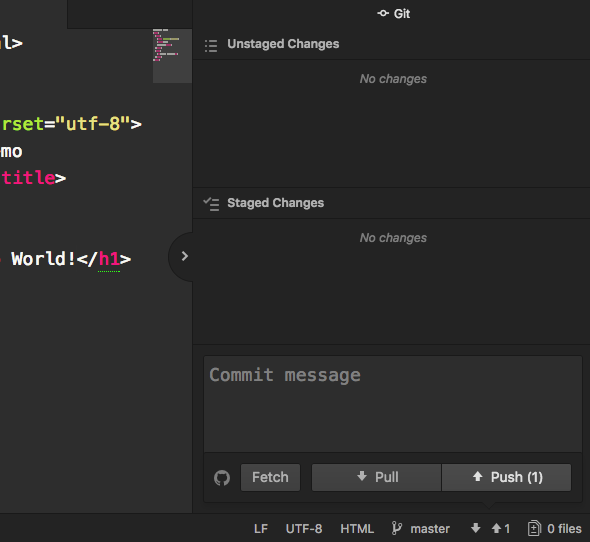 Git
l>
Unstaged Changes
No changes
rset="utf-8">
mo
title>
Staged Changes
No changes
World!</h1>
Commit message
Fetch
Pull
Push (1)
LF UTF-8 HTML master 1 0 files